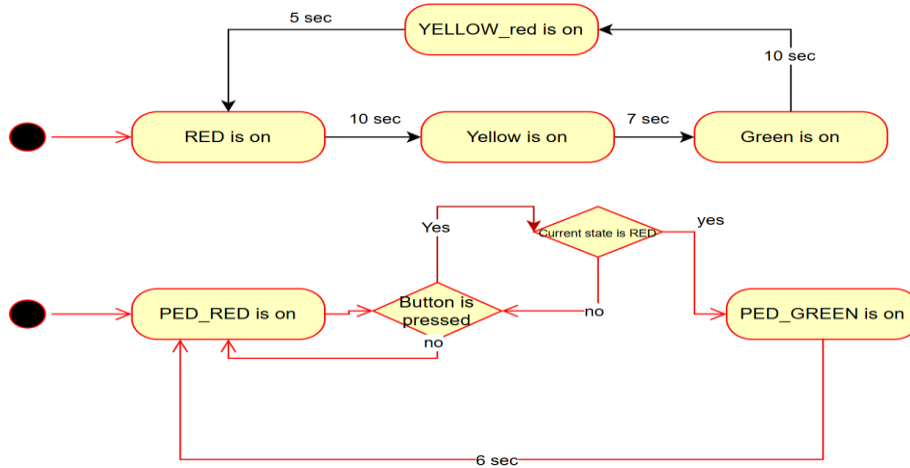 5 sec
YELLOW_red is on
10 sec
RED is on
10 sec
Yellow is on
7 sec
Green is on
Yes
Current state is RED
yes
PED_RED is on
Button is
pressed
no
no
PED_GREEN is on
6 sec